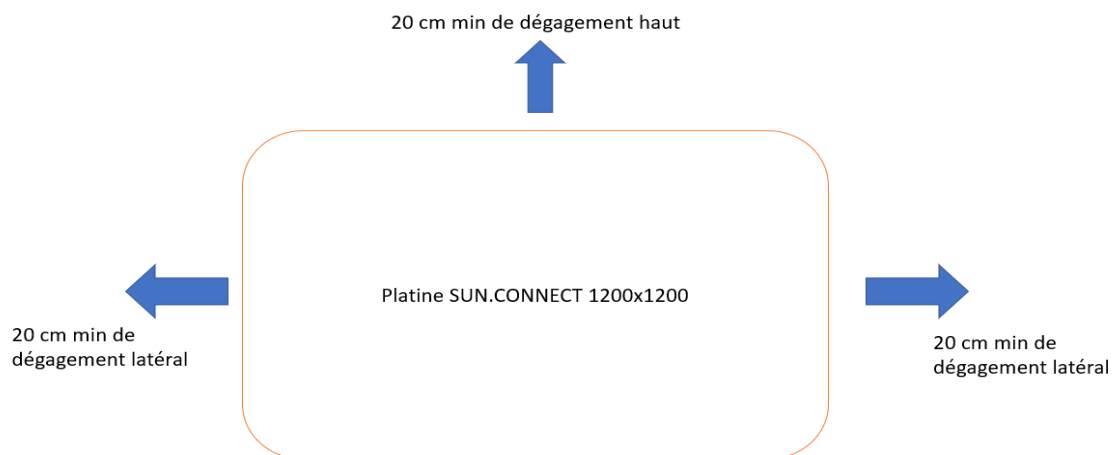 20 cm min de dégagement haut
Platine SUN.CONNECT 1200x1200
20 cm min de
dégagement latéral
20 cm min de
dégagement latéral